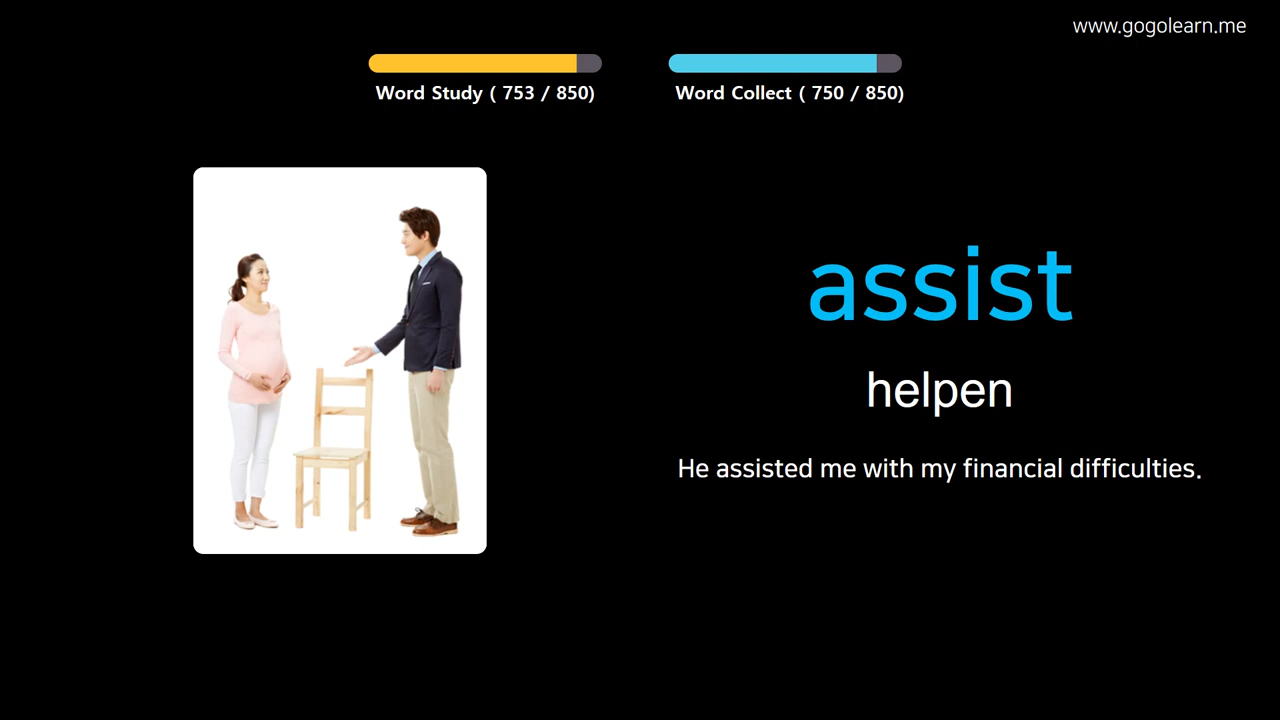 www.gogolearn.me
Word Study ( 753 / 850)
Word Collect ( 750 / 850)
assist
helpen
He assisted me with my financial difficulties.